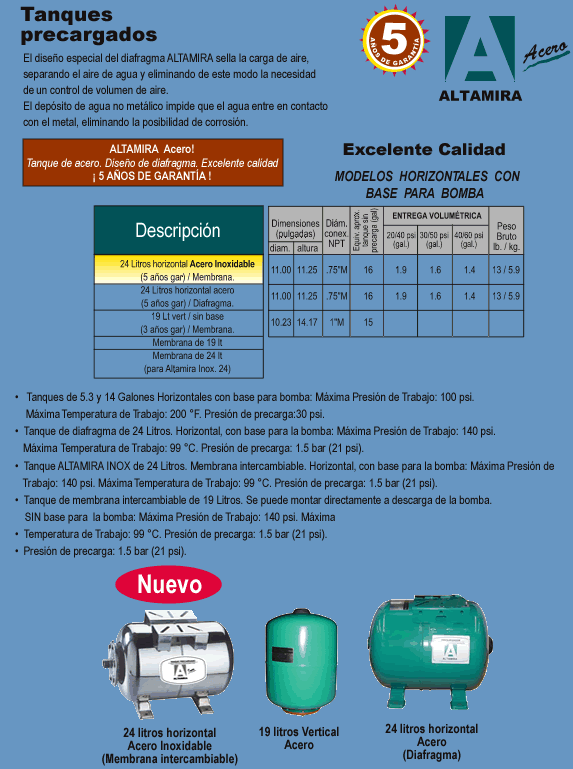 Tanques
precargados
El diseño especial del diafragma ALTAMIRA sella la carga de aire,
separando el aire de agua y eliminando de este modo la necesidad
de un control de volumen de aire.
El depósito de agua no metálico impide que el agua entre en contacto
con el metal, eliminando la posibilidad de corrosión.
5
AÑOS DE GARANTÍA
A
Acero
ALTAMIRA
ALTAMIRA Acero!
Tanque de acero. Diseño de diafragma. Excelente calidad
¡ 5 AÑOS DE GARANTÍA !
Excelente Calidad
MODELOS HORIZONTALES CON
BASE PARA BOMBA
Descripción
Dimensiones
(pulgadas)
diam. altura
Diám.
conex.
NPT
Equiv. aprox.
tanque sin
precarga (gal)
ENTREGA VOLUMÉTRICA
20/40 psi (gal.) 30/50 psi (gal.) 40/60 psi (gal.)
Peso
Bruto
lb. / kg.
24 Litros horizontal Acero Inoxidable
(5 años gar) / Membrana.
11.00 11.25 .75"M 16 1.9 1.6 1.4 13 / 5.9
24 Litros horizontal acero
(5 años gar) / Diafragma.
11.00 11.25 .75"M 16 1.9 1.6 1.4 13 / 5.9
19 Lt vert / sin base
(3 años gar) / Membrana.
10.23 14.17 1"M 15
Membrana de 19 lt
Membrana de 24 lt
(para Altamira Inox. 24)
• Tanques de 5.3 y 14 Galones Horizontales con base para bomba: Máxima Presión de Trabajo: 100 psi.
Máxima Temperatura de Trabajo: 200 °F. Presión de precarga:30 psi.
• Tanque de diafragma de 24 Litros. Horizontal, con base para la bomba: Máxima Presión de Trabajo: 140 psi.
Máxima Temperatura de Trabajo: 99 °C. Presión de precarga: 1.5 bar (21 psi).
• Tanque ALTAMIRA INOX de 24 Litros. Membrana intercambiable. Horizontal, con base para la bomba: Máxima Presión de
Trabajo: 140 psi. Máxima Temperatura de Trabajo: 99 °C. Presión de precarga: 1.5 bar (21 psi).
• Tanque de membrana intercambiable de 19 Litros. Se puede montar directamente a descarga de la bomba.
SIN base para la bomba: Máxima Presión de Trabajo: 140 psi. Máxima
• Temperatura de Trabajo: 99 °C. Presión de precarga: 1.5 bar (21 psi).
• Presión de precarga: 1.5 bar (21 psi).
Nuevo
A
ALTAMIRA
A
ALTAMIRA
24 litros horizontal
Acero Inoxidable
(Membrana intercambiable)
19 litros Vertical
Acero
24 litros horizontal
Acero
(Diafragma)